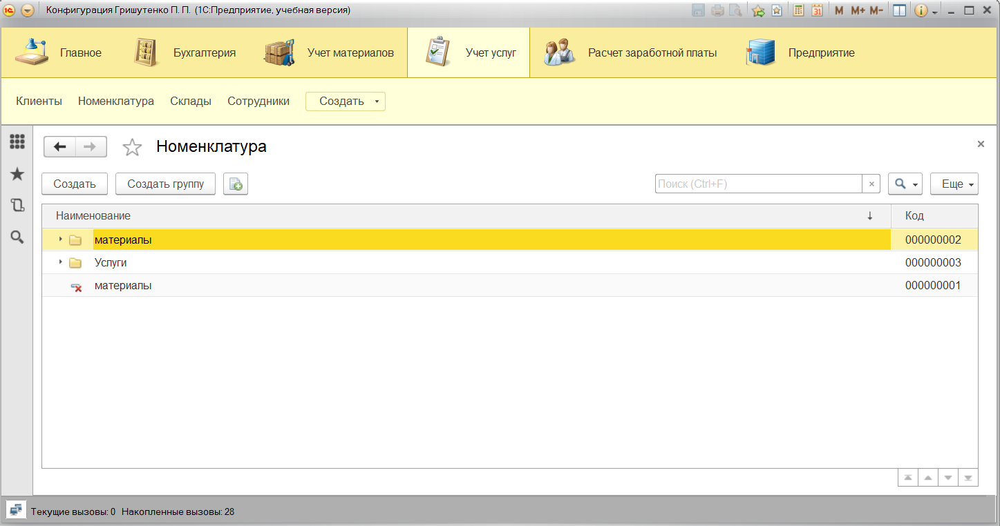 Конфигурация Гришутенко П. П. (1С:Предприятие, учебная версия)
M M+ M-
31
Главное Бухгалтерия Учет материалов Учет услуг Расчет заработной платы Предприятие
Клиенты Номенклатура Склады Сотрудники Создать
Номенклатура
Создать Создать группу Поиск (Ctrl+F) × Еще
Наименование ↓ Код
материалы 000000002
Услуги 000000003
материалы 000000001
Текущие вызовы: 0 Накопленные вызовы: 28